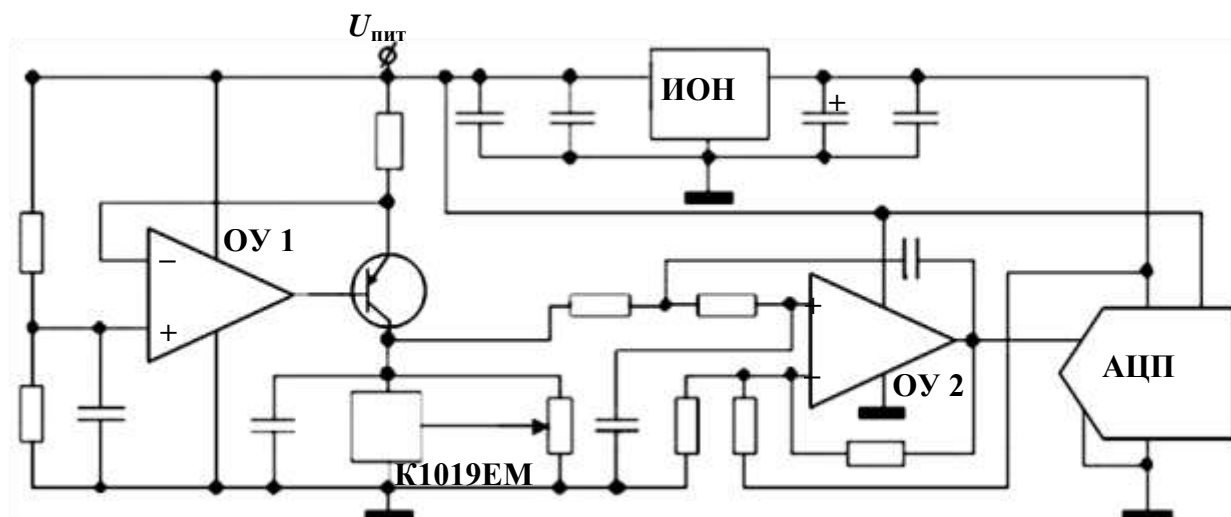 Uпит
ИОН
+
ОУ 1
−
+
+
+
ОУ 2
АЦП
К1019ЕМ